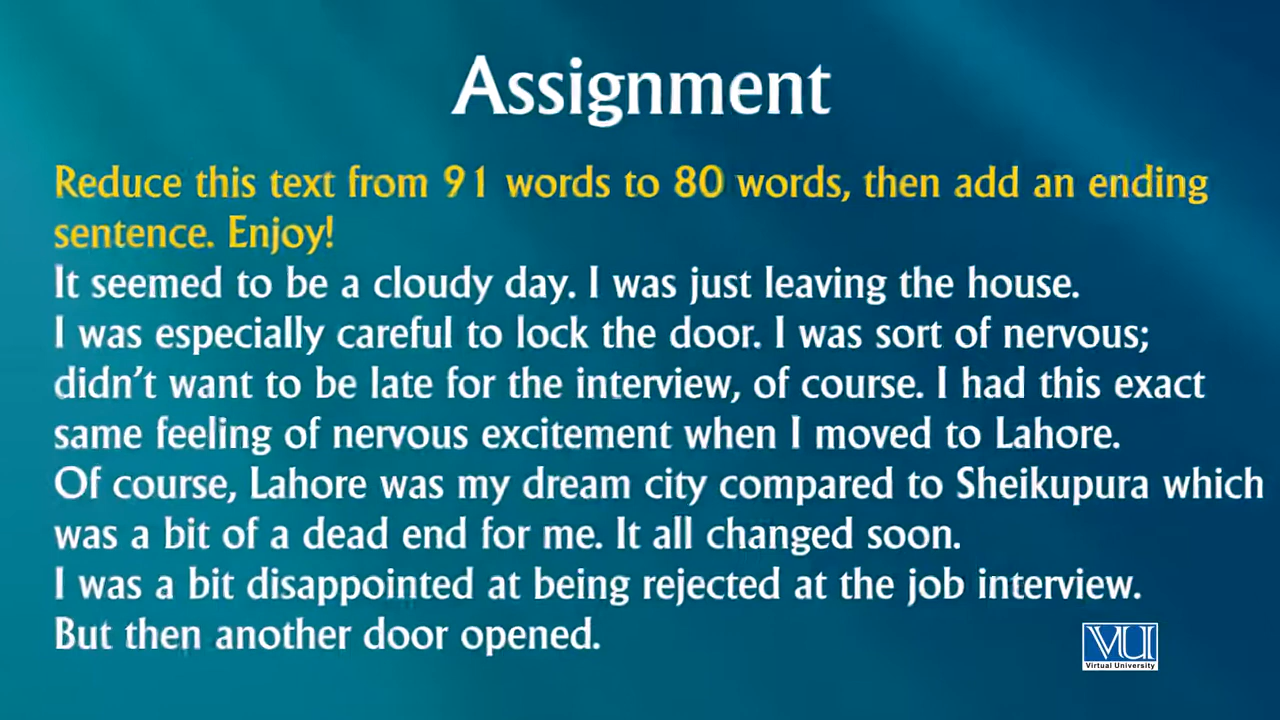 Assignment
Reduce this text from 91 words to 80 words, then add an ending
sentence. Enjoy!
It seemed to be a cloudy day. I was just leaving the house.
I was especially careful to lock the door. I was sort of nervous;
didn’t want to be late for the interview, of course. I had this exact
same feeling of nervous excitement when I moved to Lahore.
Of course, Lahore was my dream city compared to Sheikupura which
was a bit of a dead end for me. It all changed soon.
I was a bit disappointed at being rejected at the job interview.
But then another door opened.
VU
Virtual University